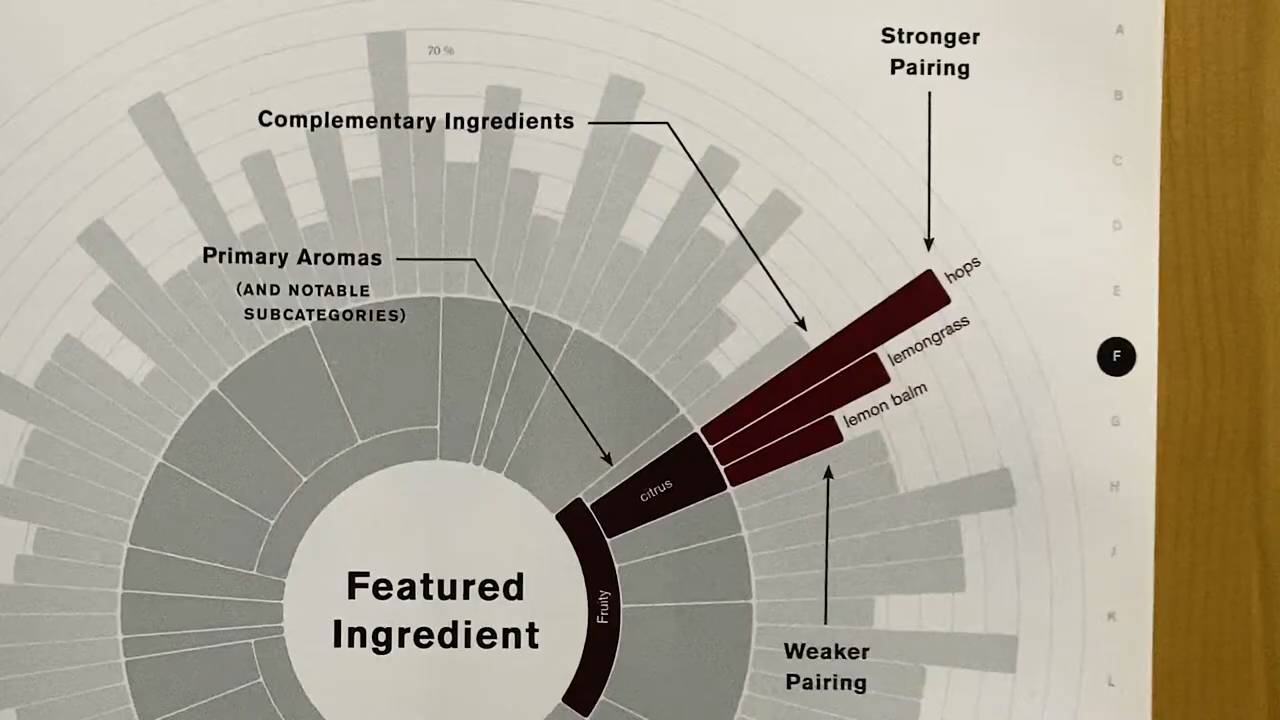 70 %
Stronger
Pairing
Complementary Ingredients
Primary Aromas
(AND NOTABLE
SUBCATEGORIES)
hops
lemongrass
lemon balm
citrus
Fruity
Featured
Ingredient
Weaker
Pairing
A
B
C
D
E
F
G
H
J
K
L